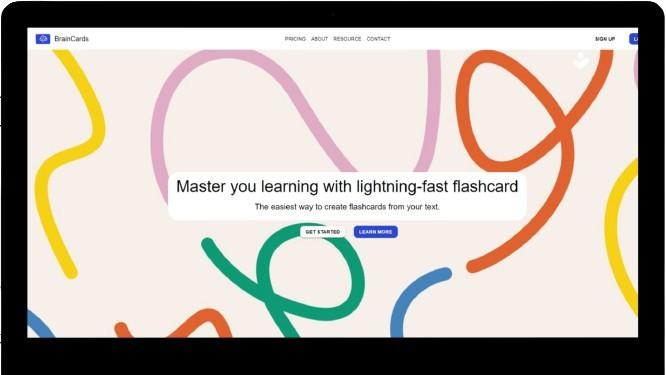 BrainCards PRICING ABOUT RESOURCE CONTACT SIGN UP
Master you learning with lightning-fast flashcard
The easiest way to create flashcards from your text.
GET STARTED LEARN MORE